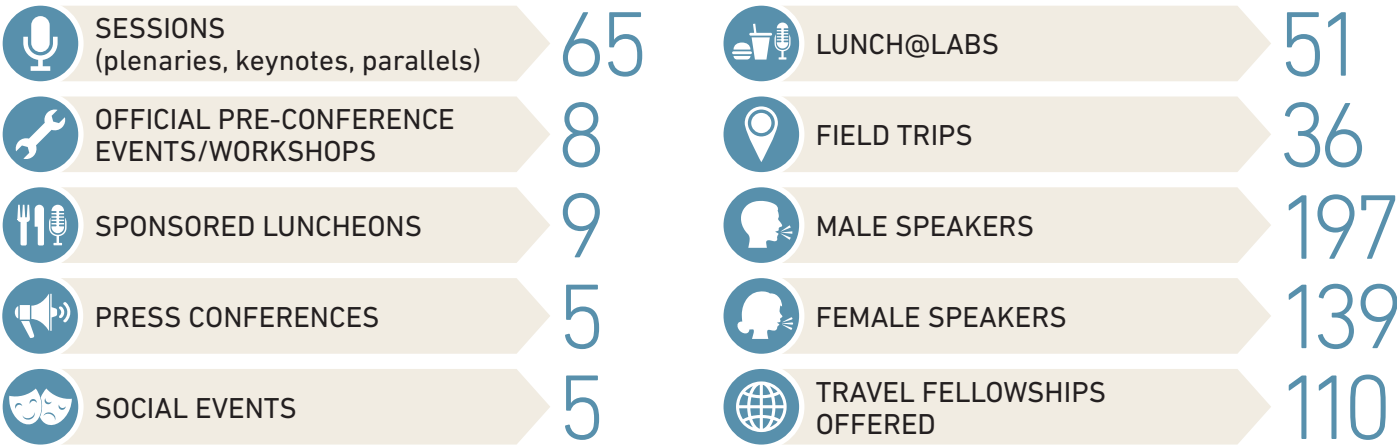 SESSIONS
(plenaries, keynotes, parallels)
65
OFFICIAL PRE-CONFERENCE
EVENTS/WORKSHOPS
8
SPONSORED LUNCHEONS
9
PRESS CONFERENCES
5
SOCIAL EVENTS
5
LUNCH@LABS
51
FIELD TRIPS
36
MALE SPEAKERS
197
FEMALE SPEAKERS
139
TRAVEL FELLOWSHIPS
OFFERED
110